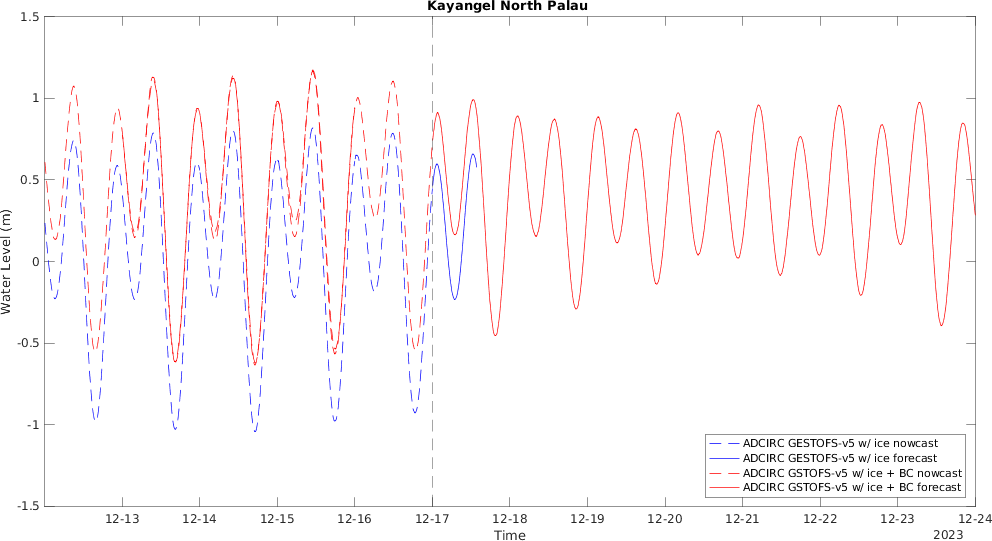 Kayangel North Palau
1.5
1
0.5
0
-0.5
-1
-1.5
Water Level (m)
ADCIRC GESTOFS-v5 w/ ice nowcast
ADCIRC GESTOFS-v5 w/ ice forecast
ADCIRC GSTOFS-v5 w/ ice + BC nowcast
ADCIRC GSTOFS-v5 w/ ice + BC forecast
12-13 12-14 12-15 12-16 12-17 12-18 12-19 12-20 12-21 12-22 12-23 12-24
Time
2023